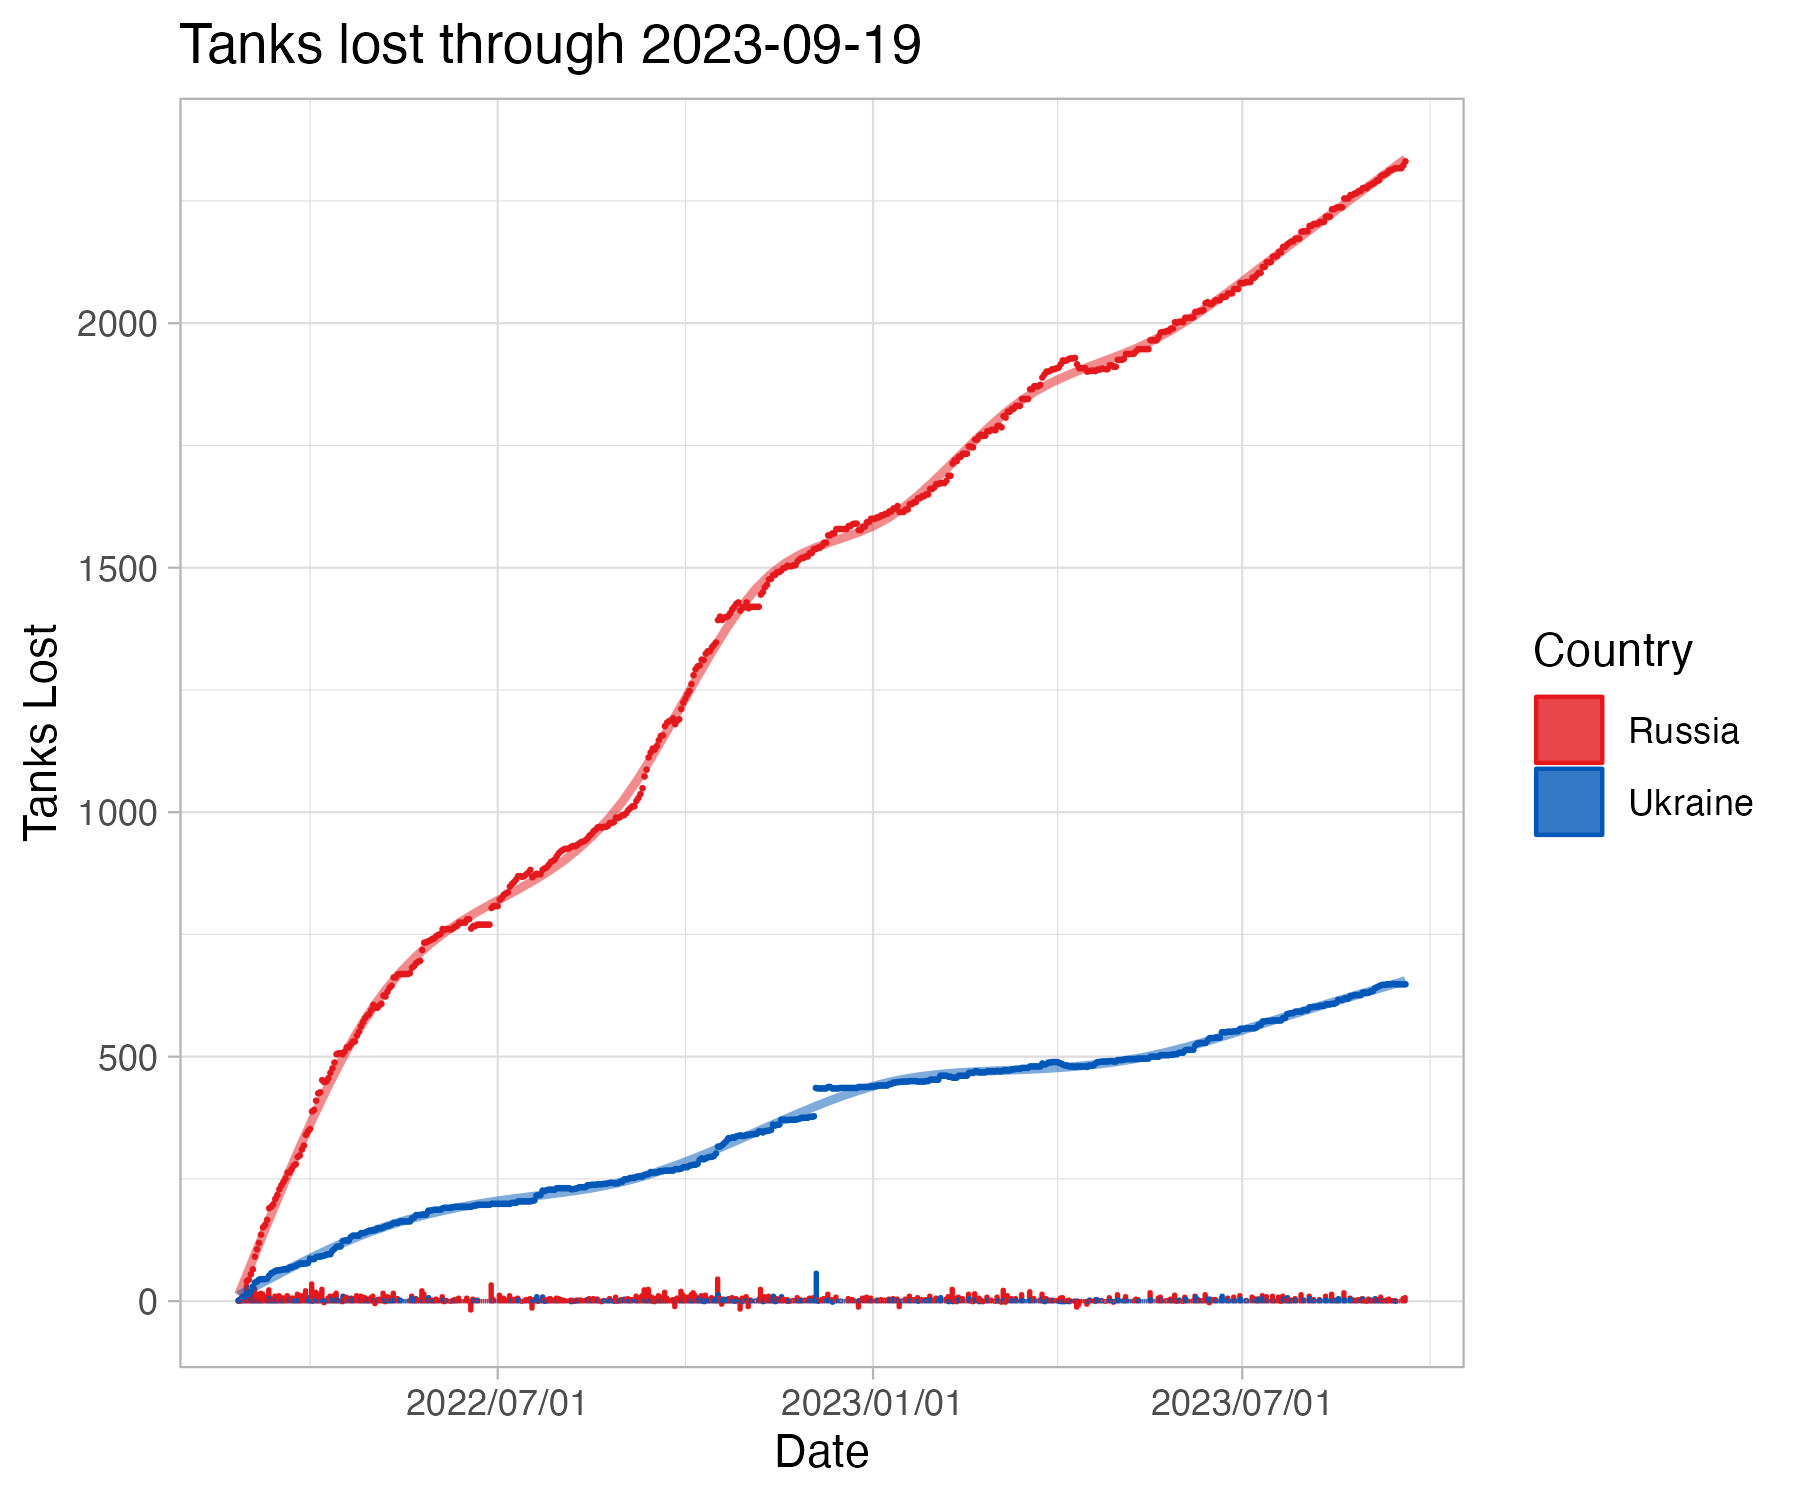 Tanks lost through 2023-09-19
Tanks Lost
2000
1500
1000
500
0
2022/07/01
2023/01/01
2023/07/01
Date
Country
Russia
Ukraine